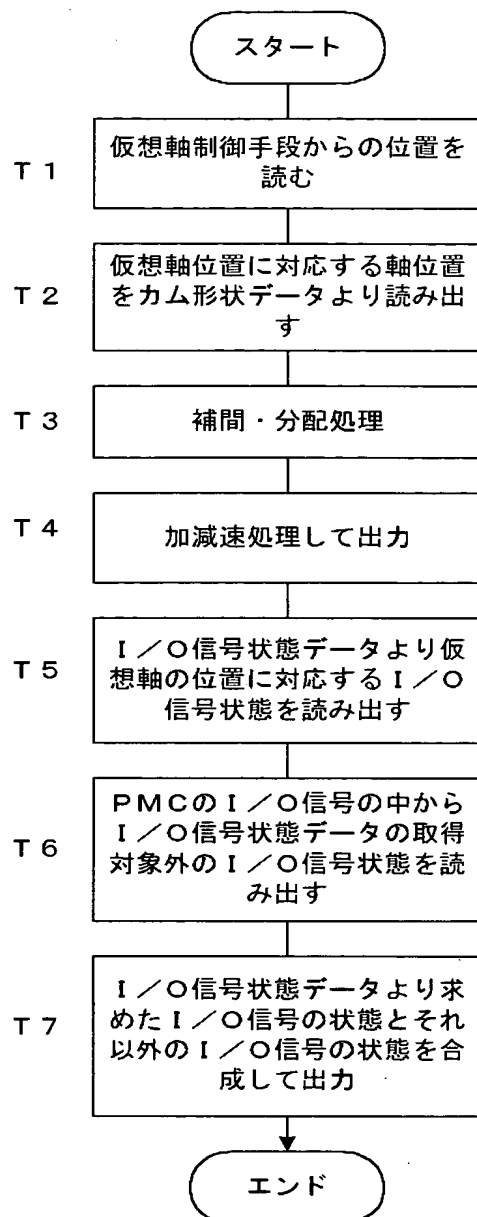 スタート
T1
仮想軸制御手段からの位置を
読む
T2
仮想軸位置に対応する軸位置
をカム形状データより読み出
す
T3
補間・分配処理
T4
加減速処理して出力
T5
I/O信号状態データより仮
想軸の位置に対応するI/O
信号状態を読み出す
T6
PMCのI/O信号の中から
I/O信号状態データの取得
対象外のI/O信号状態を読
み出す
T7
I/O信号状態データより求
めたI/O信号の状態とそれ
以外のI/O信号の状態を合
成して出力
エンド